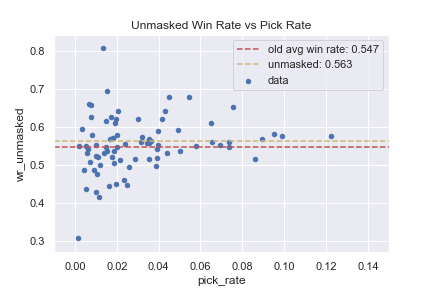 Unmasked Win Rate vs Pick Rate
old avg win rate: 0.547
unmasked: 0.563
data
wr_unmasked
0.8
0.7
0.6
0.5
0.4
0.3
0.00 0.02 0.04 0.06 0.08 0.10 0.12 0.14
pick_rate